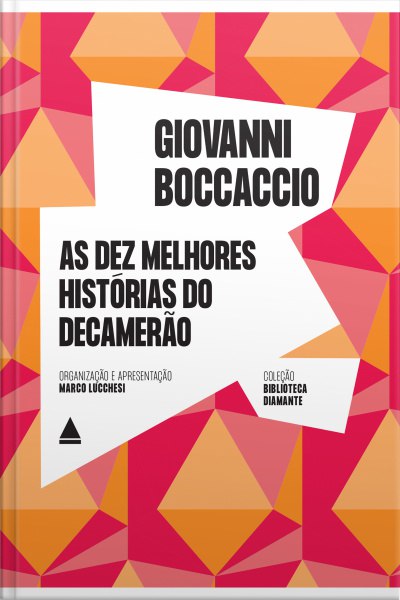 GIOVANNI
BOCCACCIO
AS DEZ MELHORES
HISTÓRIAS DO
DECAMERÃO
ORGANIZAÇÃO E APRESENTAÇÃO
MARCO LUCCHESI
COLEÇÃO
BIBLIOTECA
DIAMANTE